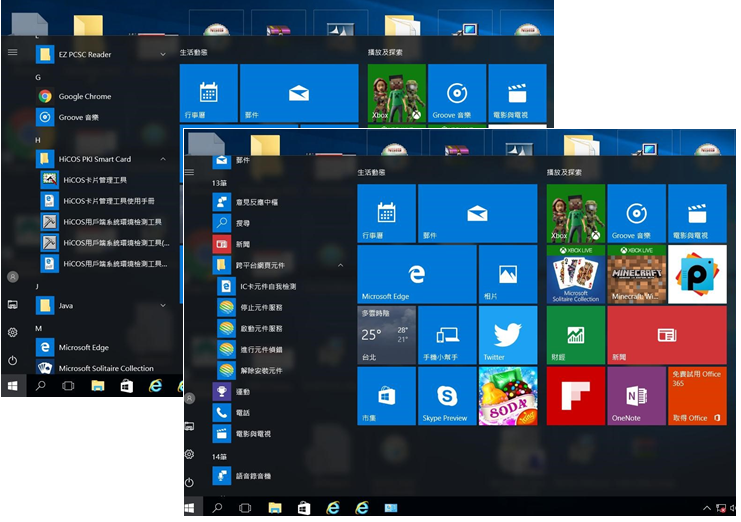 L
EZ PCSC Reader
G
Google Chrome
Groove 音樂
H
HiCOS PKI Smart Card
HiCOS卡片管理工具
HiCOS卡片管理工具使用手冊
HiCOS用戶端系統環境檢測工具
HiCOS用戶端系統環境檢測工具(...
HiCOS用戶端系統環境檢測工具...
J
Java
M
Microsoft Edge
Microsoft Solitaire Collection
生活動態
行事曆
郵件
播放及探索
Xbox
Groove 音樂
電影與電視
郵件
13筆
意見反應中樞
搜尋
新聞
跨平台網頁元件
IC卡元件自我檢測
停止元件服務
啟動元件服務
進行元件偵錯
解除安裝元件
運動
電話
電影與電視
14筆
語音錄音機
生活動態
行事曆
郵件
Microsoft Edge
相片
多雲時陰
25°
28°
21°
台北
手機小幫手
Twitter
市集
Skype Preview
SODA
播放及探索
Xbox
Groove 音樂
電影與電視
XBOX LIVE
Microsoft
Solitaire Collection
XBOX LIVE
MINECRAFT
Minecraft: Wi...
財經
新聞
OneNote
免費試用 Office
365
取得 Office